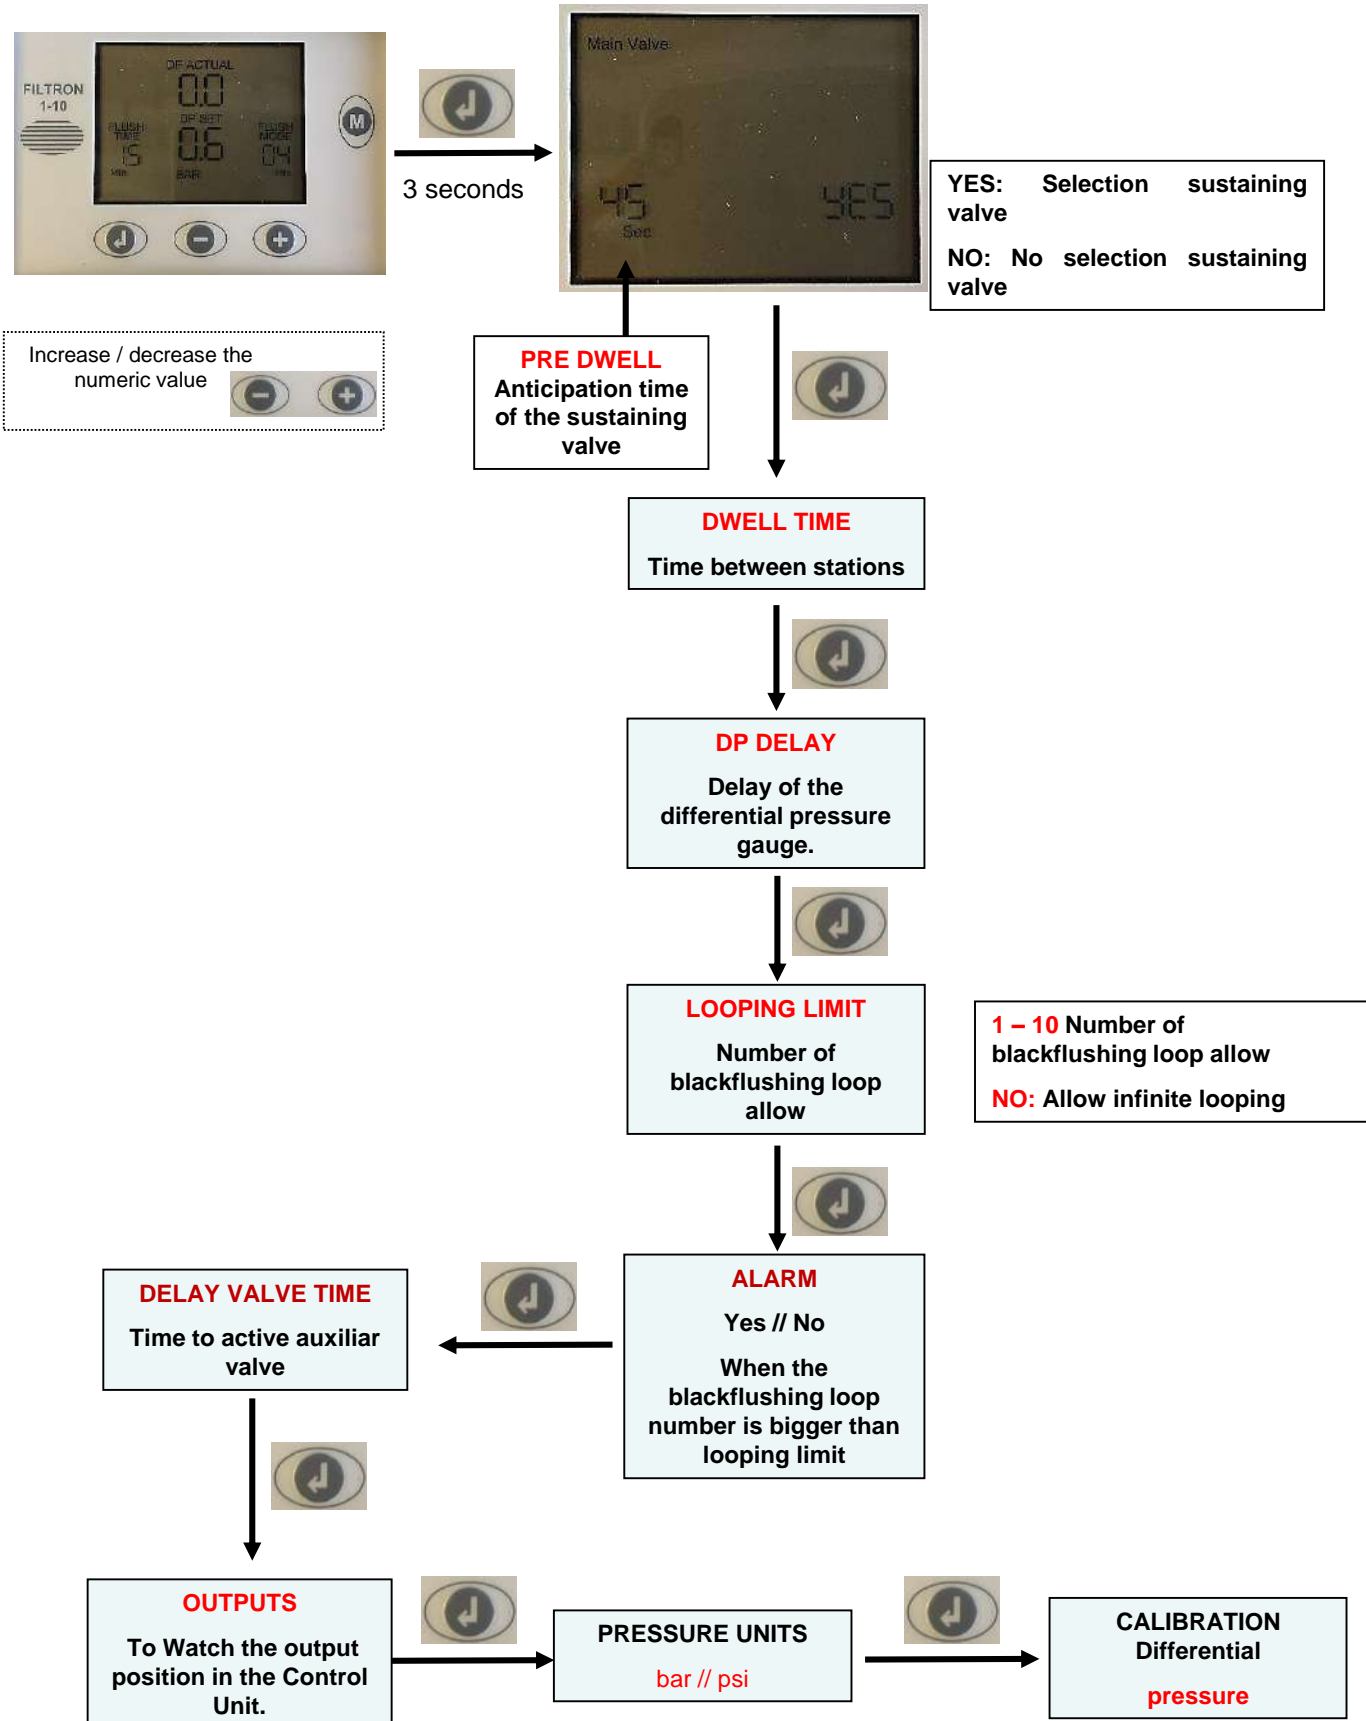 FILTRON
1-10
DP ACTUAL
0.0
DP SET
0.6
BAR
FLUSH
TIME
15
Min
FLUSH
MODE
04
M
3 seconds
Main Valve
45
Sec
YES
YES: Selection sustaining
valve
NO: No selection sustaining
valve
Increase / decrease the
numeric value
PRE DWELL
Anticipation time
of the sustaining
valve
DWELL TIME
Time between stations
DP DELAY
Delay of the
differential pressure
gauge.
LOOPING LIMIT
Number of
blackflushing loop
allow
1 – 10 Number of
blackflushing loop allow
NO: Allow infinite looping
ALARM
Yes // No
When the
blackflushing loop
number is bigger than
looping limit
DELAY VALVE TIME
Time to active auxiliar
valve
OUTPUTS
To Watch the output
position in the Control
Unit.
PRESSURE UNITS
bar // psi
CALIBRATION
Differential
pressure